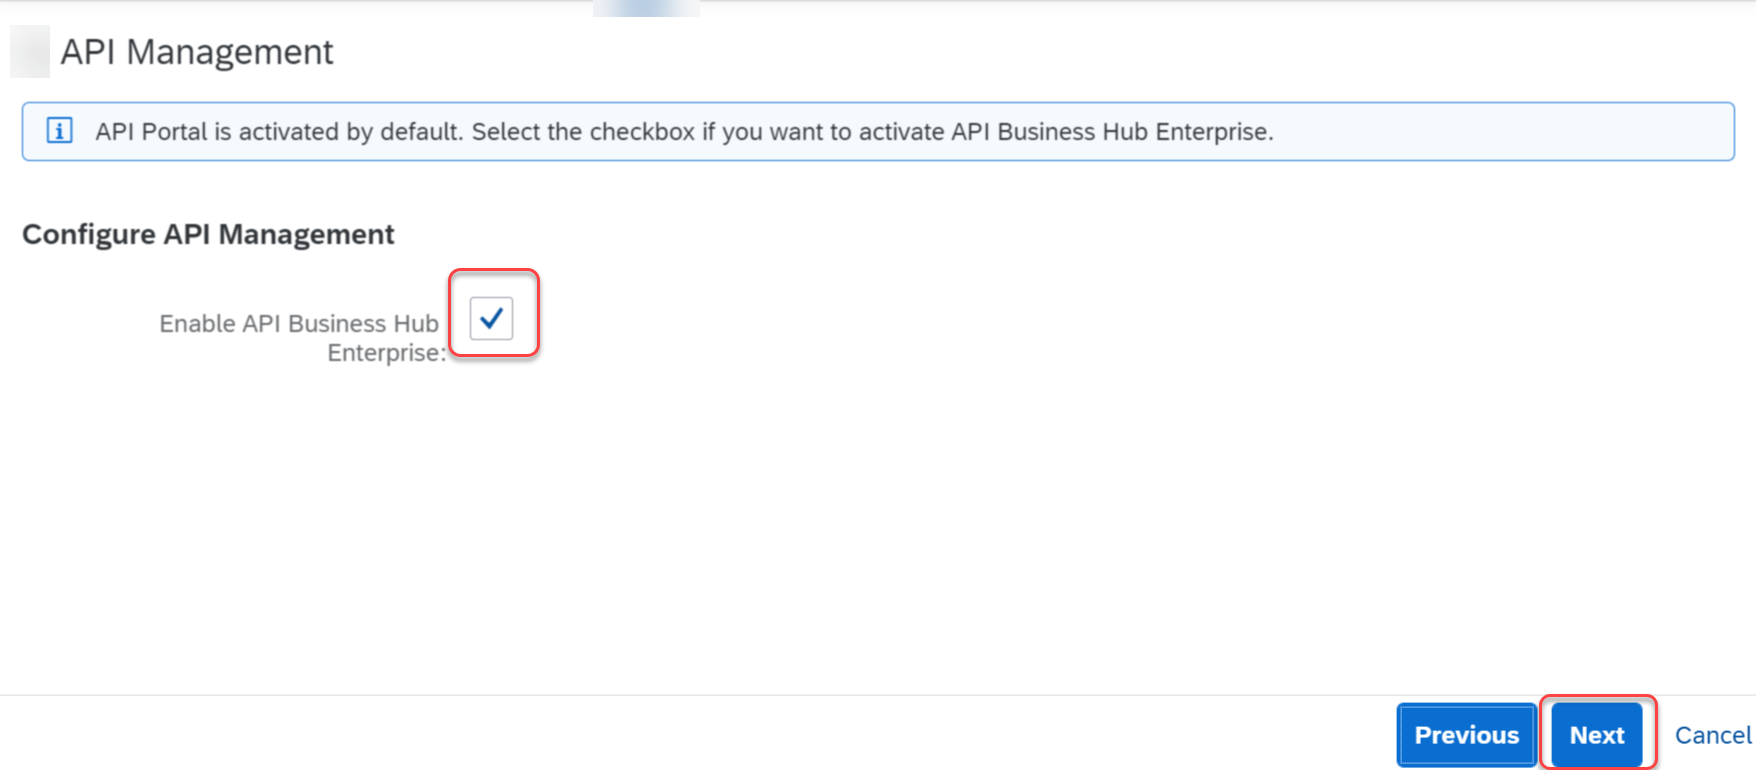 API Management
API Portal is activated by default. Select the checkbox if you want to activate API Business Hub Enterprise.
Configure API Management
Enable API Business Hub
Enterprise:
Previous
Next
Cancel